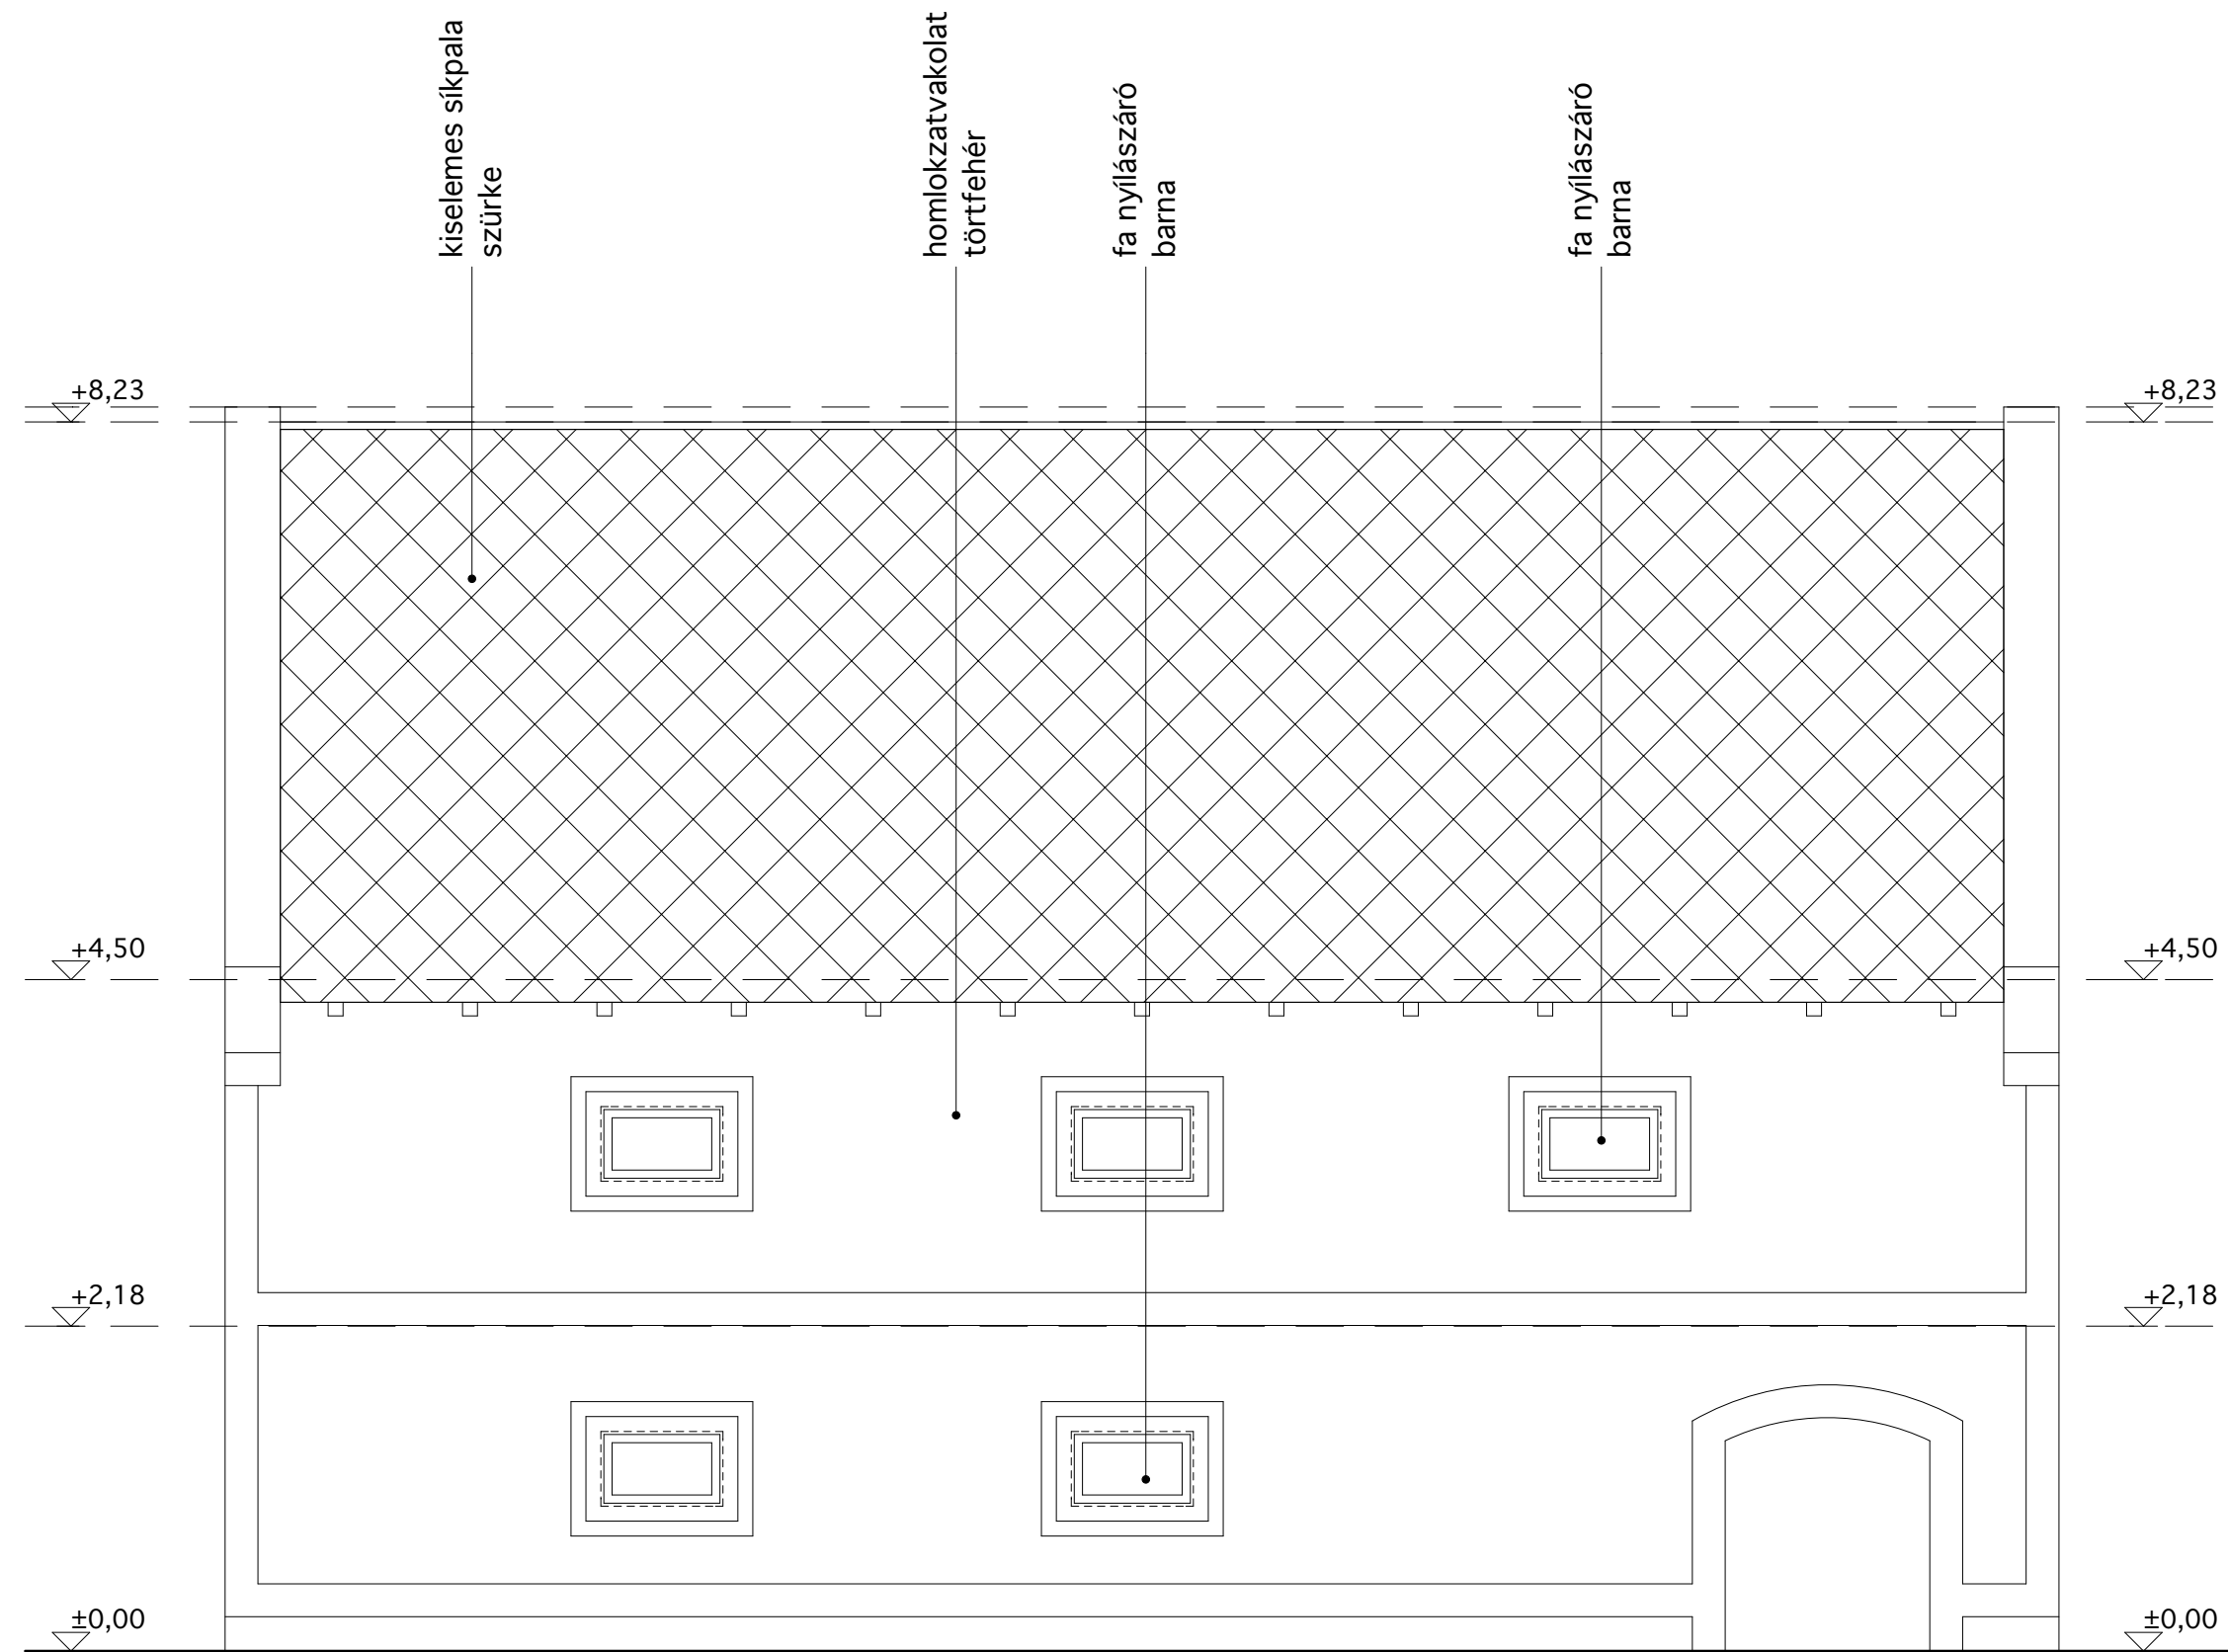 kiselemes síkpala
szürke
homlokzatvakolat
törtfehér
fa nyílászáró
barna
fa nyílászáró
barna
+8,23
+8,23
+4,50
+4,50
+2,18
+2,18
±0,00
±0,00